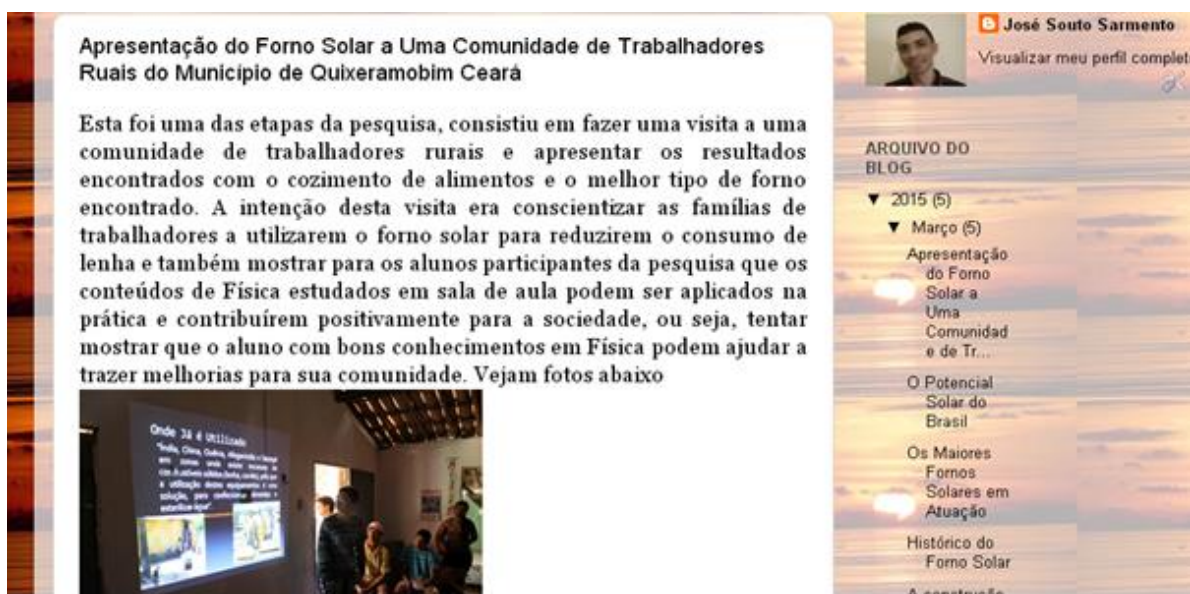 Apresentação do Forno Solar a Uma Comunidade de Trabalhadores
Ruais do Município de Quixeramobim Ceará
Esta foi uma das etapas da pesquisa, consistiu em fazer uma visita a uma
comunidade de trabalhadores rurais e apresentar os resultados
encontrados com o cozimento de alimentos e o melhor tipo de forno
encontrado. A intenção desta visita era conscientizar as famílias de
trabalhadores a utilizarem o forno solar para reduzirem o consumo de
lenha e também mostrar para os alunos participantes da pesquisa que os
conteúdos de Física estudados em sala de aula podem ser aplicados na
prática e contribuírem positivamente para a sociedade, ou seja, tentar
mostrar que o aluno com bons conhecimentos em Física podem ajudar a
trazer melhorias para sua comunidade. Vejam fotos abaixo
Onde Já é Utilizado
José Souto Sarmento
Visualizar meu perfil complet
ARQUIVO DO
BLOG
▼ 2015 (5)
▼ Março (5)
Apresentação
do Forno
Solar a
Uma
Comunidad
e de Tr...
O Potencial
Solar do
Brasil
Os Maiores
Fornos
Solares em
Atuação
Histórico do
Forno Solar
A construção